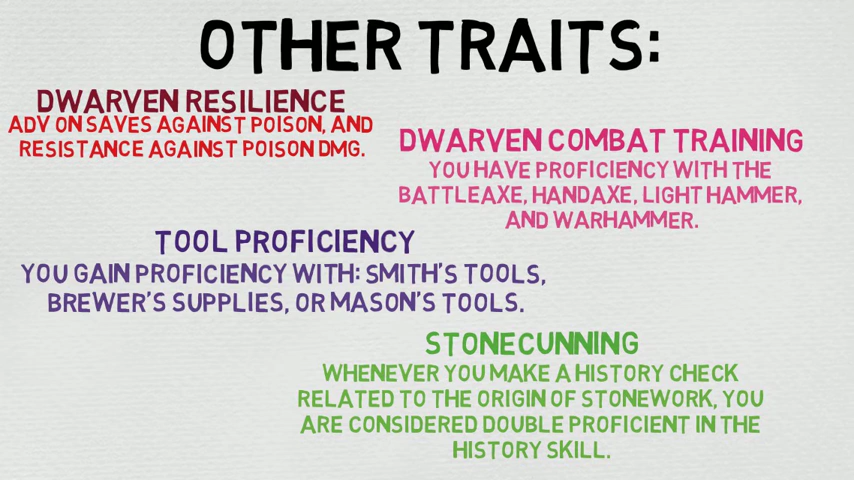 OTHER TRAITS:
DWARVEN RESILIENCE
ADV ON SAVES AGAINST POISON, AND
RESISTANCE AGAINST POISON DMG.
DWARVEN COMBAT TRAINING
YOU HAVE PROFICIENCY WITH THE
BATTLEAXE, HANDAXE, LIGHT HAMMER,
AND WARHAMMER.
TOOL PROFICIENCY
YOU GAIN PROFICIENCY WITH: SMITH'S TOOLS,
BREWER'S SUPPLIES, OR MASON'S TOOLS.
STONECUNNING
WHENEVER YOU MAKE A HISTORY CHECK
RELATED TO THE ORIGIN OF STONEWORK, YOU
ARE CONSIDERED DOUBLE PROFICIENT IN THE
HISTORY SKILL.